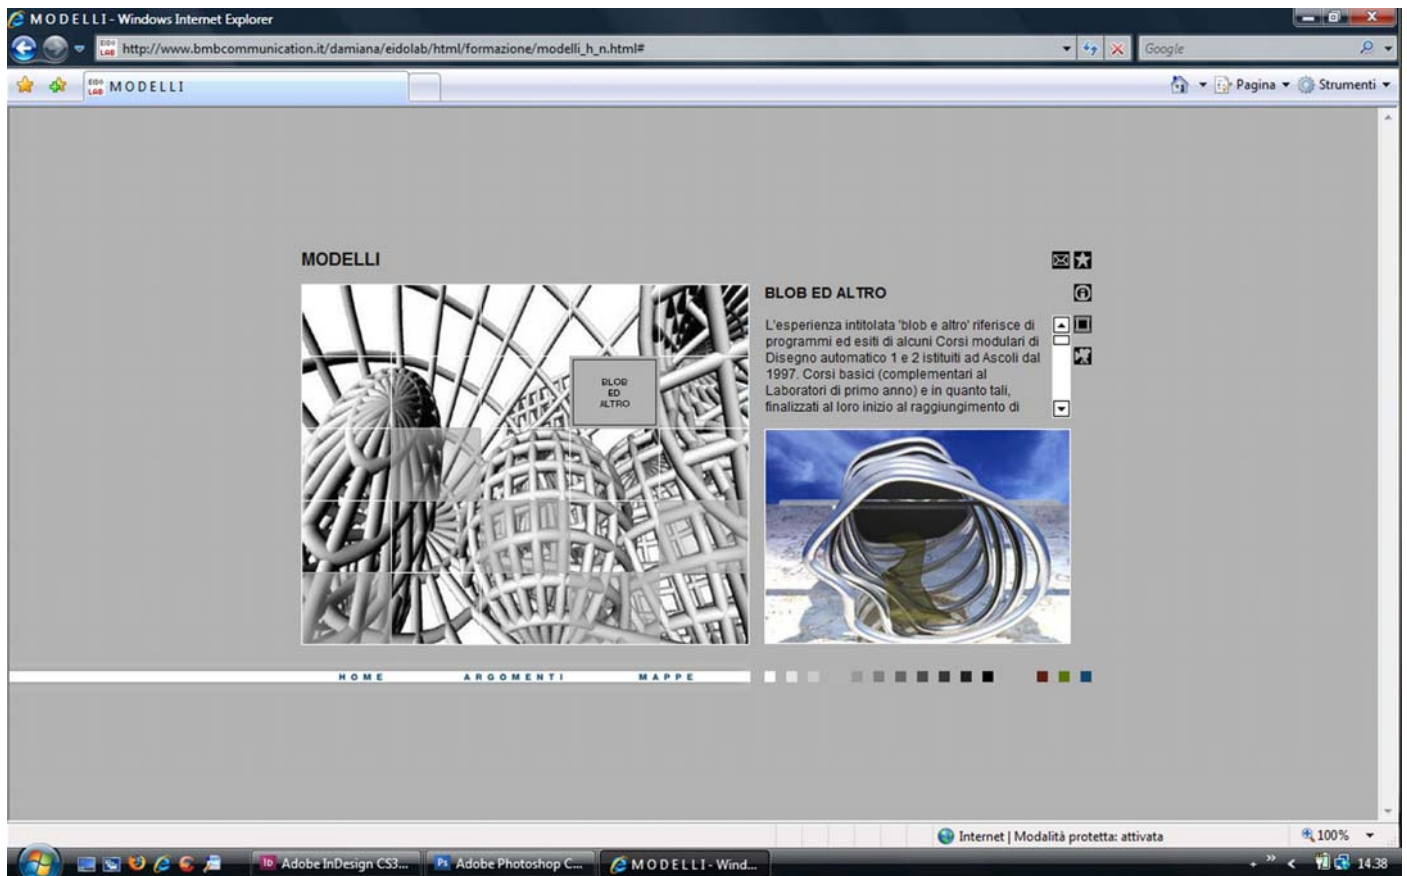 M O D E L L I - Windows Internet Explorer
http://www.bmbcommunication.it/damiana/eidolab/html/formazione/modelli_h_n.html#
Google
EIDO
LAB
M O D E L L I
Pagina
Strumenti
MODELLI
BLOB
ED
ALTRO
BLOB ED ALTRO
L'esperienza intitolata 'blob e altro' riferisce di
programmi ed esiti di alcuni Corsi modulari di
Disegno automatico 1 e 2 istituiti ad Ascoli dal
1997. Corsi basici (complementari al
Laboratori di primo anno) e in quanto tali,
finalizzati al loro inizio al raggiungimento di
HOME ARGOMENTI MAPPE
Internet | Modalità protetta: attivata
100%
Adobe InDesign CS3...
Adobe Photoshop C...
M O D E L L I - Wind...
14.38